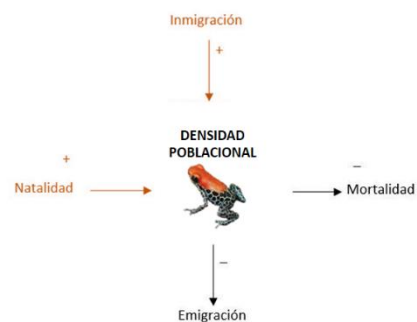 Inmigración
+
DENSIDAD
POBLACIONAL
+
Natalidad
–
Mortalidad
–
Emigración